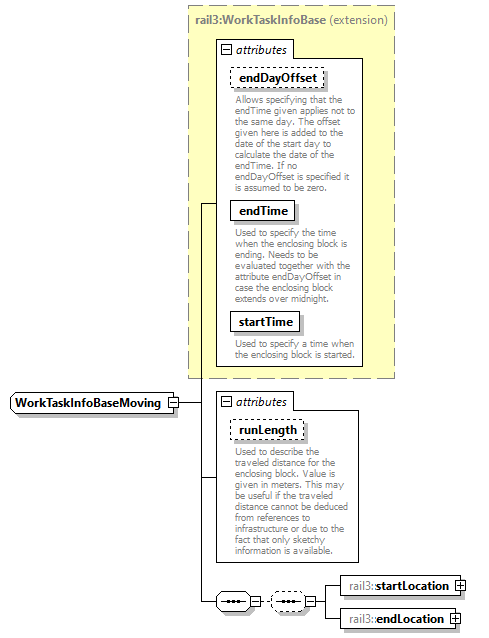 rail3:WorkTaskInfoBase (extension)
attributes
endDayOffset
Allows specifying that the
endTime given applies not to
the same day. The offset
given here is added to the
date of the start day to
calculate the date of the
endTime. If no
endDayOffset is specified it
is assumed to be zero.
endTime
Used to specify the time
when the enclosing block is
ending. Needs to be
evaluated together with the
attribute endDayOffset in
case the enclosing block
extends over midnight.
startTime
Used to specify a time when
the enclosing block is started.
WorkTaskInfoBaseMoving
attributes
runLength
Used to describe the
traveled distance for the
enclosing block. Value is
given in meters. This may
be useful if the traveled
distance cannot be deduced
from references to
infrastructure or due to the
fact that only sketchy
information is available.
rail3::startLocation
rail3::endLocation